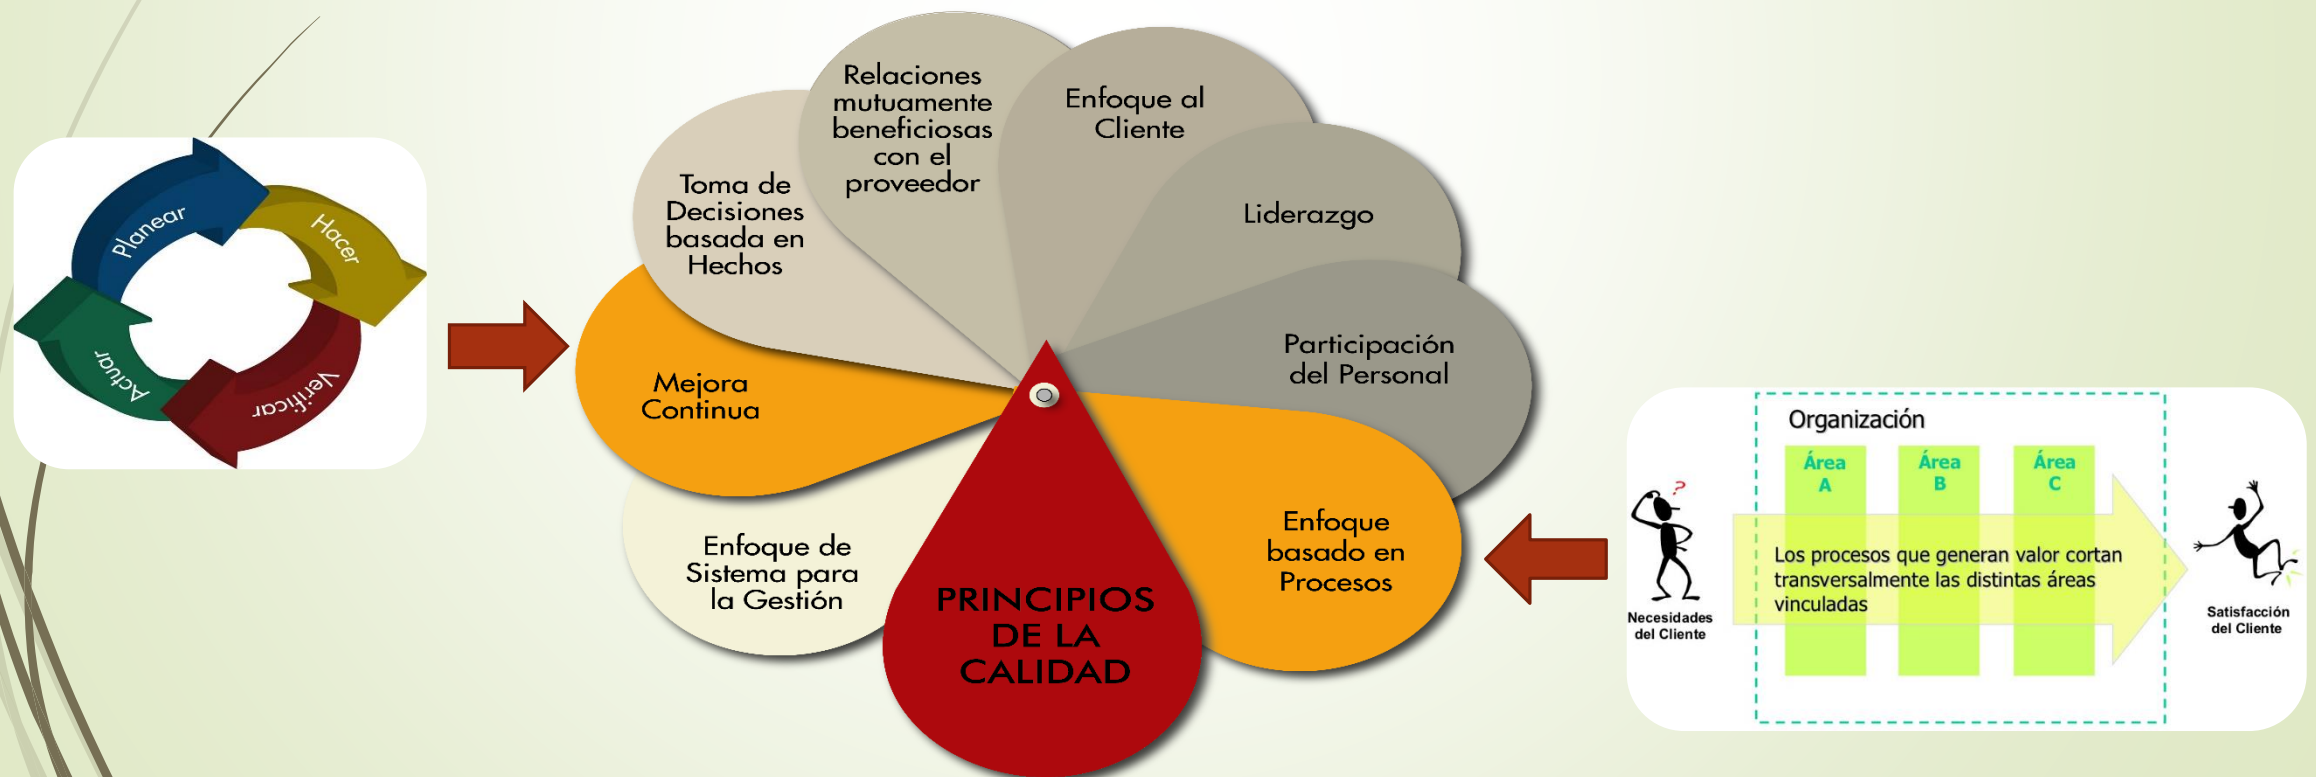 Planear
Hacer
Verificar
Actuar
Relaciones
mutuamente
beneficiosas
con el
proveedor
Enfoque al
Cliente
Toma de
Decisiones
basada en
Hechos
Liderazgo
Participación
del Personal
Mejora
Continua
Enfoque
basado en
Procesos
Enfoque de
Sistema para
la Gestión
PRINCIPIOS
DE LA
CALIDAD
Organización
Área
A
Área
B
Área
C
?
Los procesos que generan valor cortan
transversalmente las distintas áreas
vinculadas
Necesidades
del Cliente
Satisfacción
del Cliente